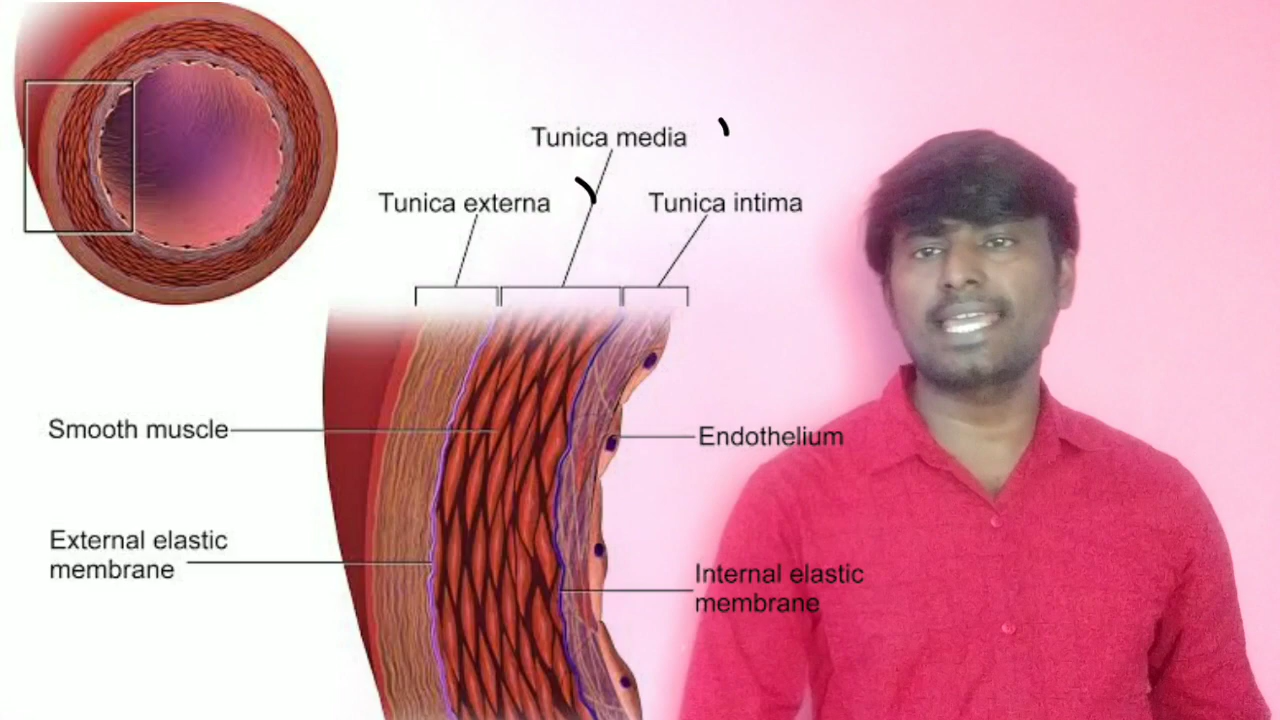 Tunica media
Tunica externa
Tunica intima
Smooth muscle
Endothelium
External elastic
membrane
Internal elastic
membrane